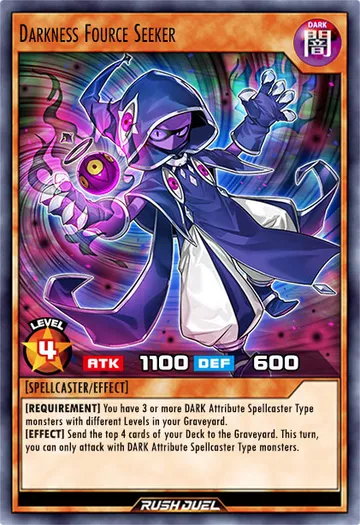 Darkness Fource Seeker
DARK
闇
LEVEL
4
ATK 1100 DEF 600
[SPELLCASTER/EFFECT]
[REQUIREMENT] You have 3 or more DARK Attribute Spellcaster Type
monsters with different Levels in your Graveyard.
[EFFECT] Send the top 4 cards of your Deck to the Graveyard. This turn,
you can only attack with DARK Attribute Spellcaster Type monsters.
RUSH DUEL